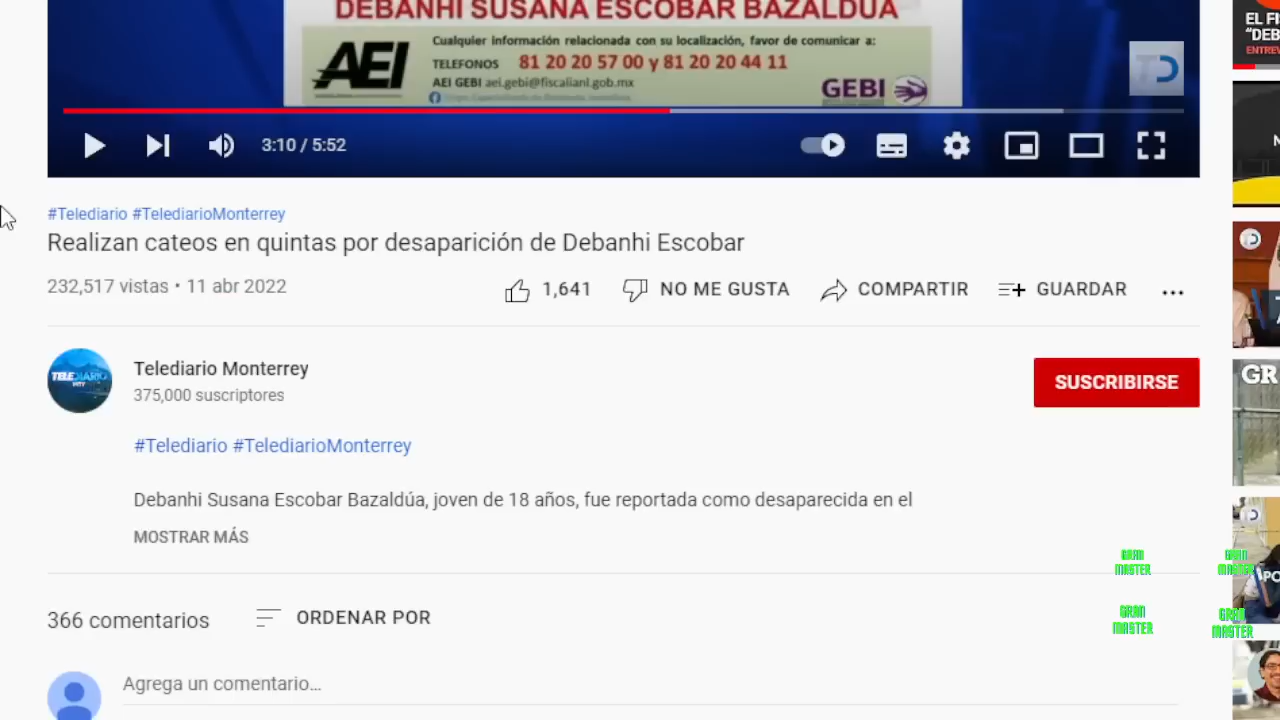 DEBANHI SUSANA ESCOBAR BAZALDÚA
AEI
Cualquier información relacionada con su localización, favor de comunicar a:
TELEFONOS 81 20 20 57 00 y 81 20 20 44 11
AEI GEBI aei.gebi@fiscalianl.gob.mx
GEBI
TD
3:10 / 5:52
#Telediario #TelediarioMonterrey
Realizan cateos en quintas por desaparición de Debanhi Escobar
232,517 vistas • 11 abr 2022
1,641
NO ME GUSTA
COMPARTIR
GUARDAR
TELEDIARIO
Telediario Monterrey
375,000 suscriptores
SUSCRIBIRSE
#Telediario #TelediarioMonterrey
Debanhi Susana Escobar Bazaldúa, joven de 18 años, fue reportada como desaparecida en el
MOSTRAR MÁS
366 comentarios
ORDENAR POR
Agrega un comentario...
EL FI
"DEB
ENTREV
N
GR
PO
GRAN
MASTER
GRAN
MASTER
GRAN
MASTER
GRAN
MASTER